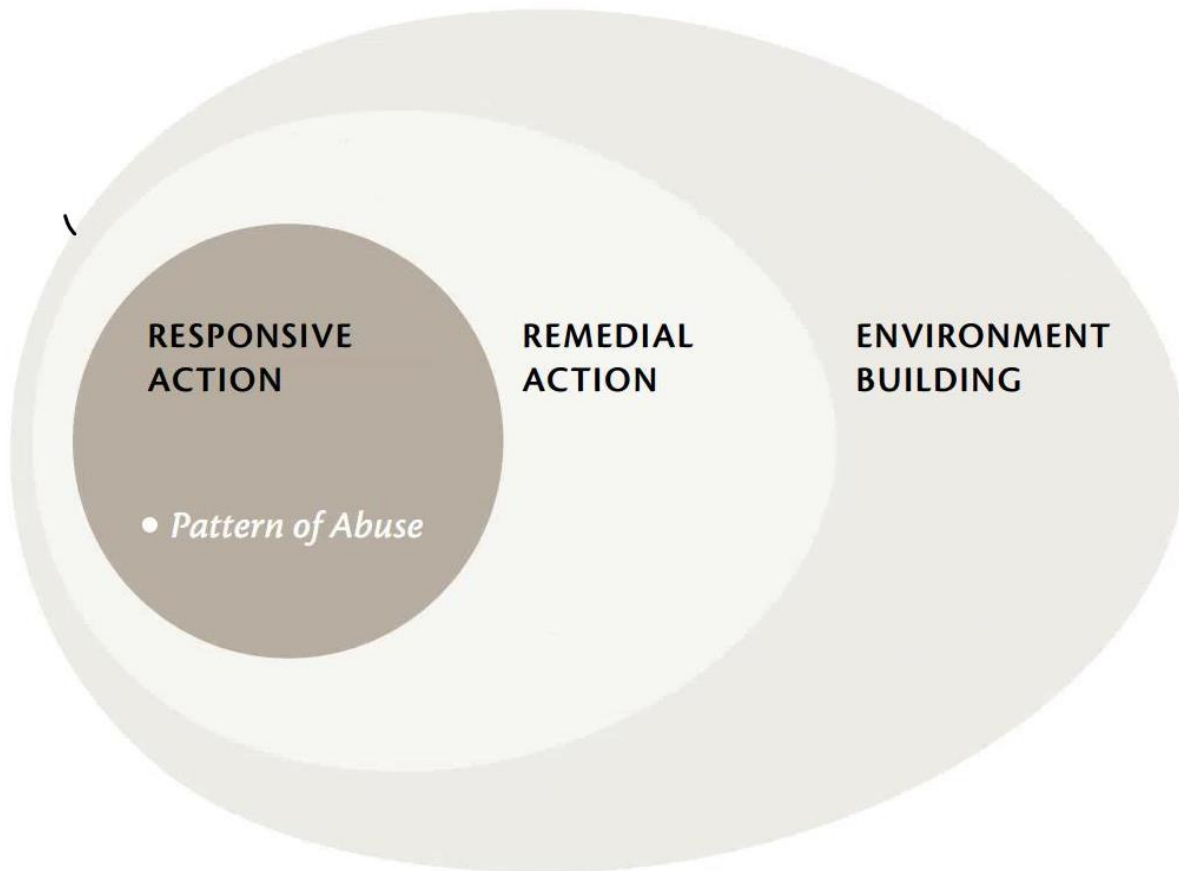 RESPONSIVE
ACTION
REMEDIAL
ACTION
ENVIRONMENT
BUILDING
• Pattern of Abuse